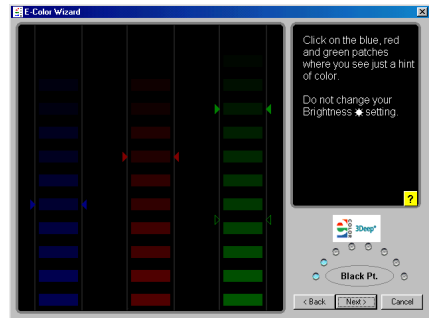 E-Color Wizard
Click on the blue, red
and green patches
where you see just a hint
of color.
Do not change your
Brightness setting.
?
COLOR
3Deep®
Black Pt.
< Back
Next >
Cancel